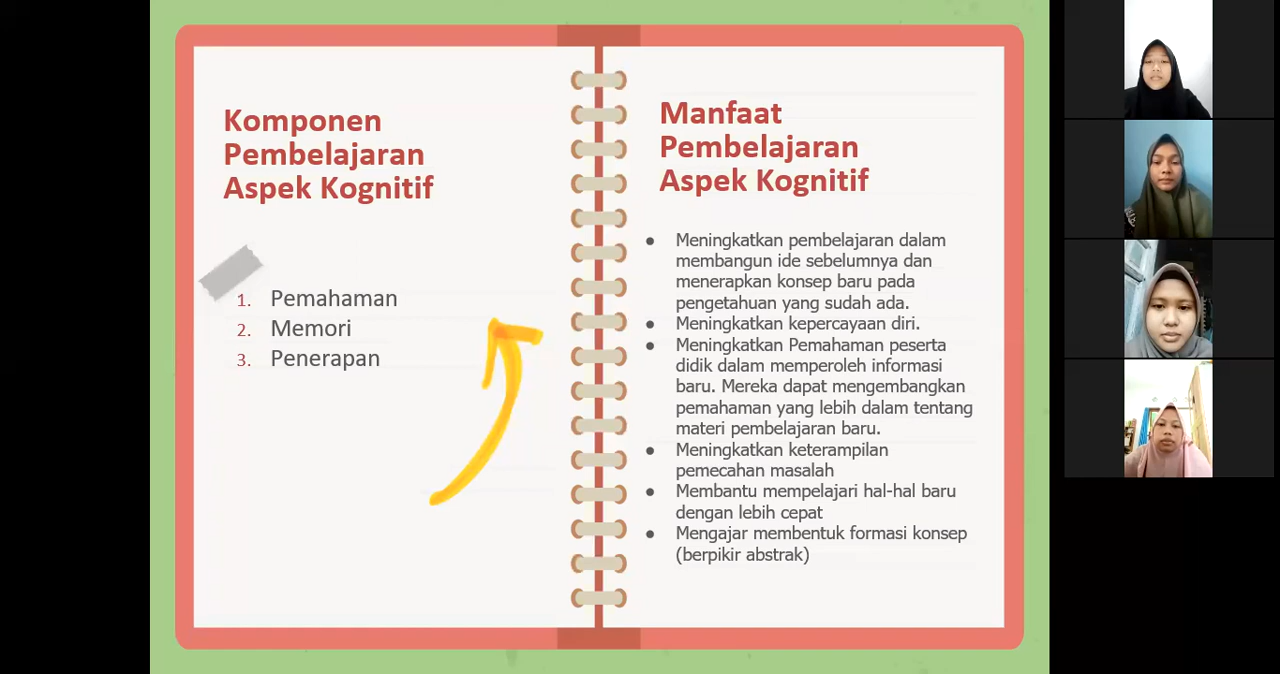 Komponen
Pembelajaran
Aspek Kognitif
1. Pemahaman
2. Memori
3. Penerapan
Manfaat
Pembelajaran
Aspek Kognitif
● Meningkatkan pembelajaran dalam
membangun ide sebelumnya dan
menerapkan konsep baru pada
pengetahuan yang sudah ada.
● Meningkatkan kepercayaan diri.
● Meningkatkan Pemahaman peserta
didik dalam memperoleh informasi
baru. Mereka dapat mengembangkan
pemahaman yang lebih dalam tentang
materi pembelajaran baru.
● Meningkatkan keterampilan
pemecahan masalah
● Membantu mempelajari hal-hal baru
dengan lebih cepat
● Mengajar membentuk formasi konsep
(berpikir abstrak)